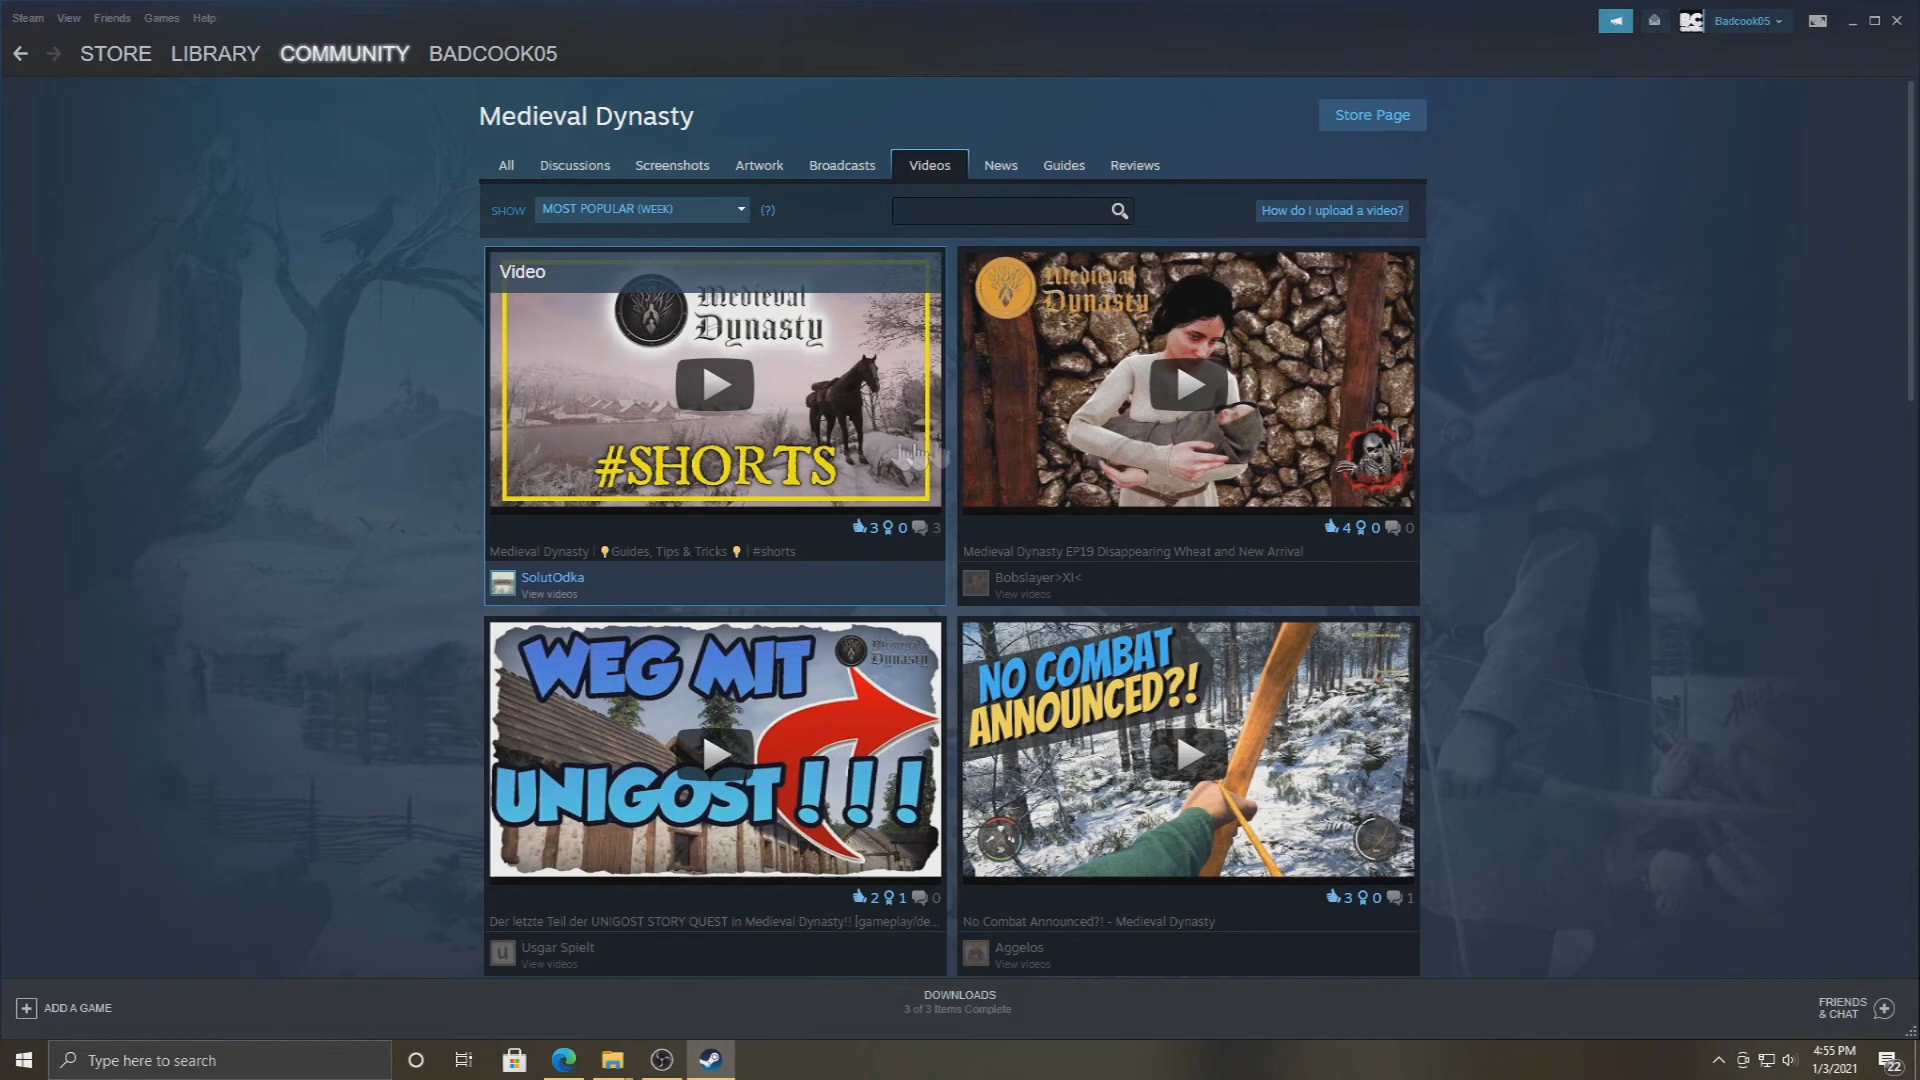 Steam View Friends Games Help
Badcook05
STORE LIBRARY COMMUNITY BADCOOK05
Medieval Dynasty
Store Page
All Discussions Screenshots Artwork Broadcasts Videos News Guides Reviews
SHOW MOST POPULAR (WEEK) (?)
How do I upload a video?
Video
Medieval Dynasty
#SHORTS
3 0 3
Medieval Dynasty | Guides, Tips & Tricks | #shorts
SolutOdka
View videos
Medieval Dynasty
4 0 0
Medieval Dynasty EP19 Disappearing Wheat and New Arrival
Bobslayer>XI<
View videos
WEG MIT
Medieval Dynasty
UNIGOST!!!
2 1 0
Der letzte Teil der UNIGOST STORY QUEST in Medieval Dynasty!! [gameplay/de...
Usgar Spielt
View videos
NO COMBAT
ANNOUNCED?!
3 0 1
No Combat Announced?! - Medieval Dynasty
Aggelos
View videos
ADD A GAME
DOWNLOADS
3 of 3 Items Complete
FRIENDS
& CHAT
Type here to search
4:55 PM
1/3/2021
22